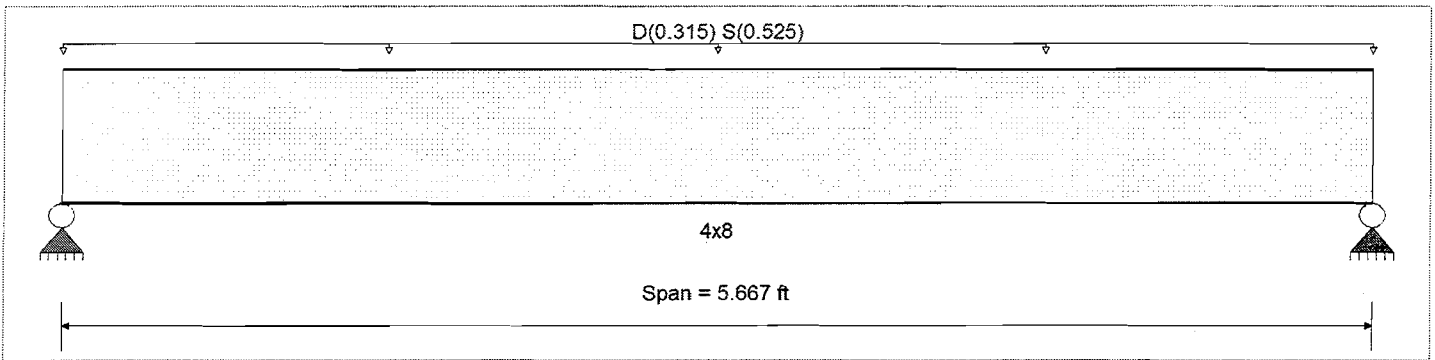 D(0.315) S(0.525)
4x8
Span = 5.667 ft